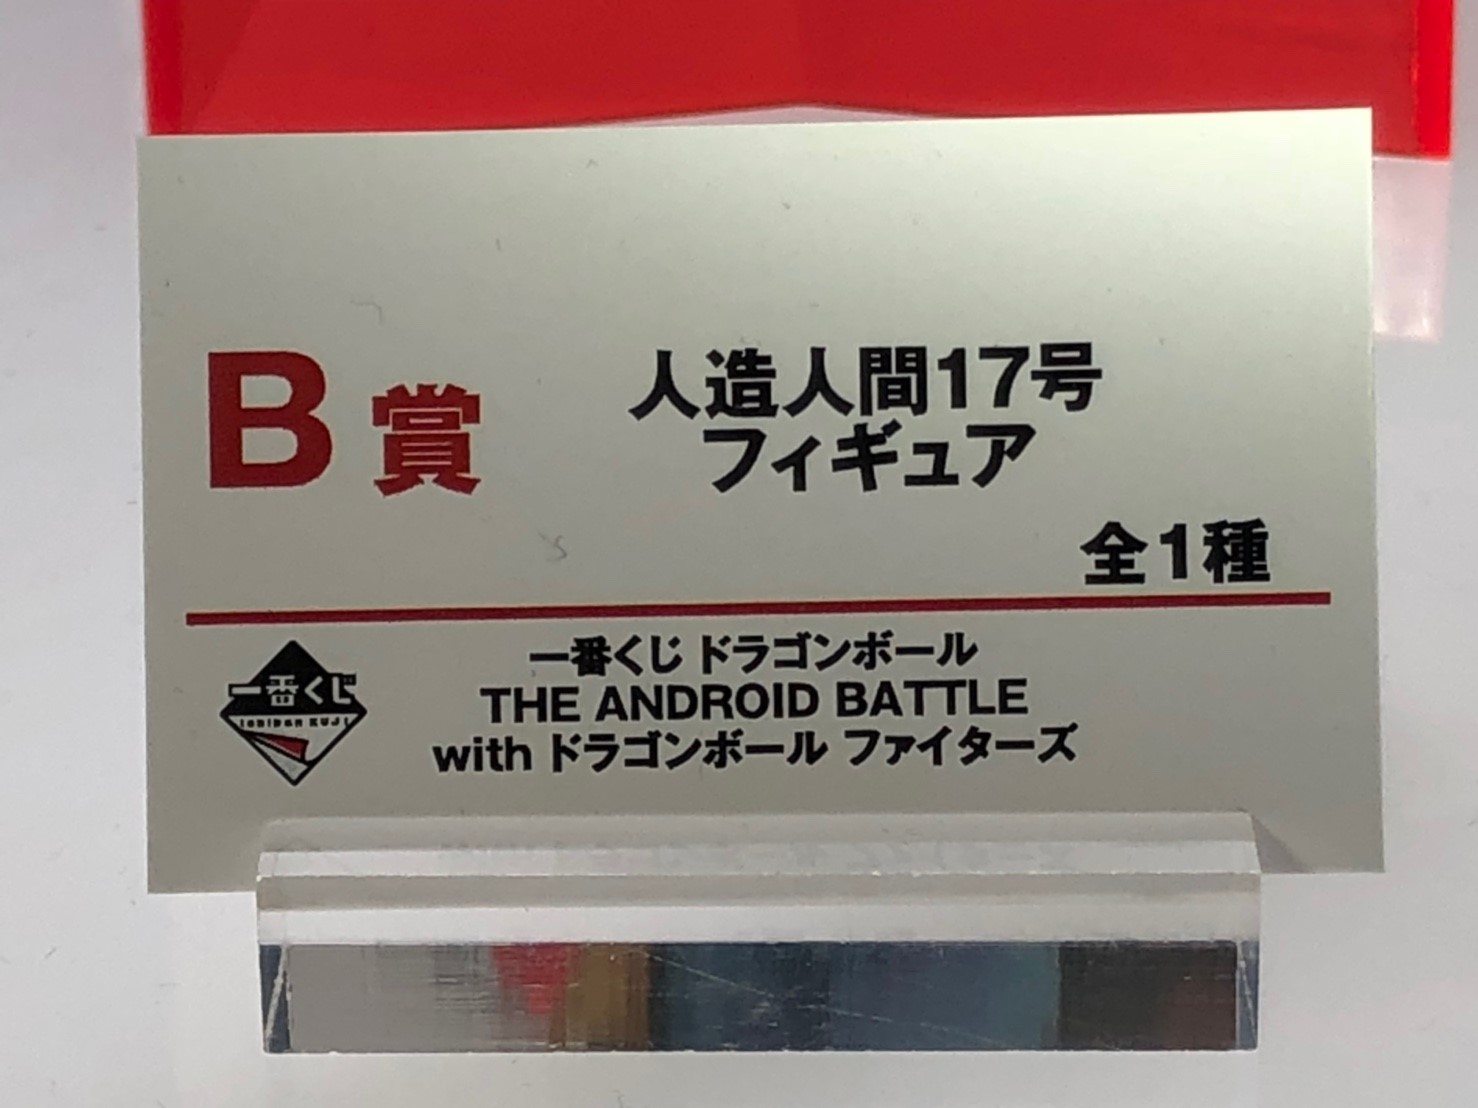 B賞
人造人間17号
フィギュア
全1種
一番くじ
ICHIBAN KUJI
一番くじ ドラゴンボール
THE ANDROID BATTLE
with ドラゴンボール ファイターズ